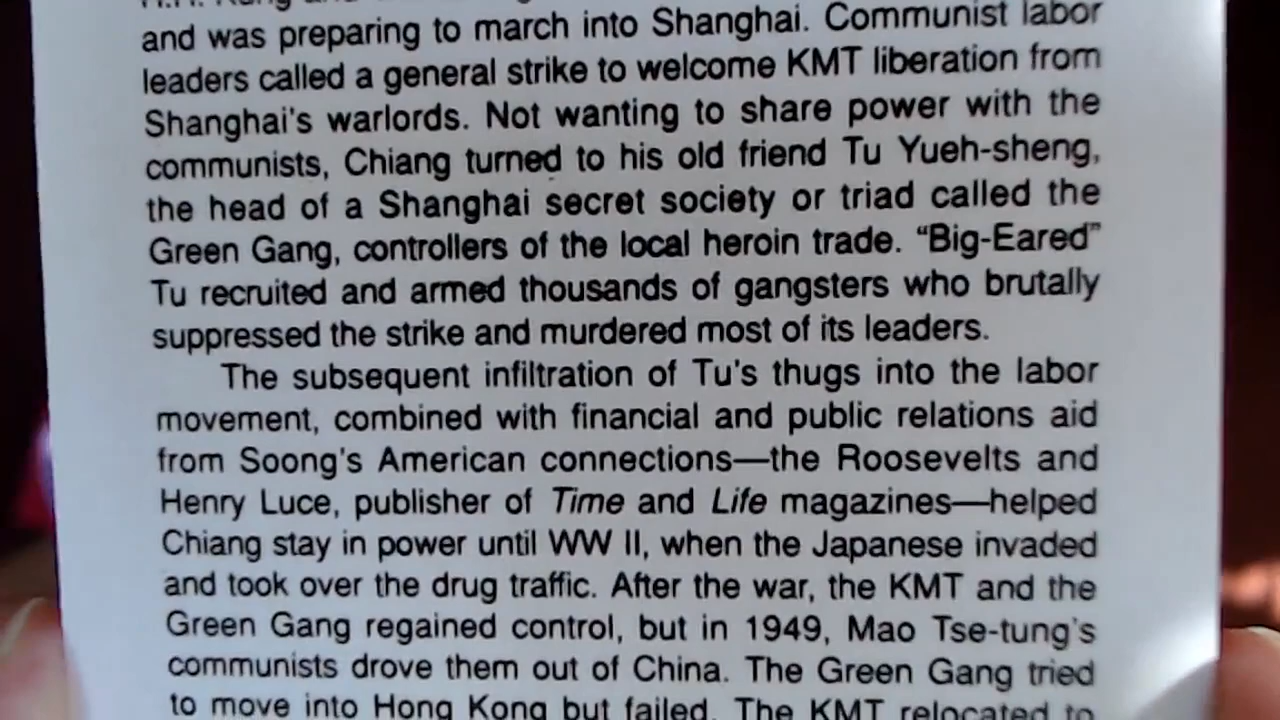 and was preparing to march into Shanghai. Communist labor
leaders called a general strike to welcome KMT liberation from
Shanghai's warlords. Not wanting to share power with the
communists, Chiang turned to his old friend Tu Yueh-sheng,
the head of a Shanghai secret society or triad called the
Green Gang, controllers of the local heroin trade. “Big-Eared”
Tu recruited and armed thousands of gangsters who brutally
suppressed the strike and murdered most of its leaders.
The subsequent infiltration of Tu's thugs into the labor
movement, combined with financial and public relations aid
from Soong's American connections—the Roosevelts and
Henry Luce, publisher of Time and Life magazines—helped
Chiang stay in power until WW II, when the Japanese invaded
and took over the drug traffic. After the war, the KMT and the
Green Gang regained control, but in 1949, Mao Tse-tung's
communists drove them out of China. The Green Gang tried
to move into Hong Kong but failed. The KMT relocated to